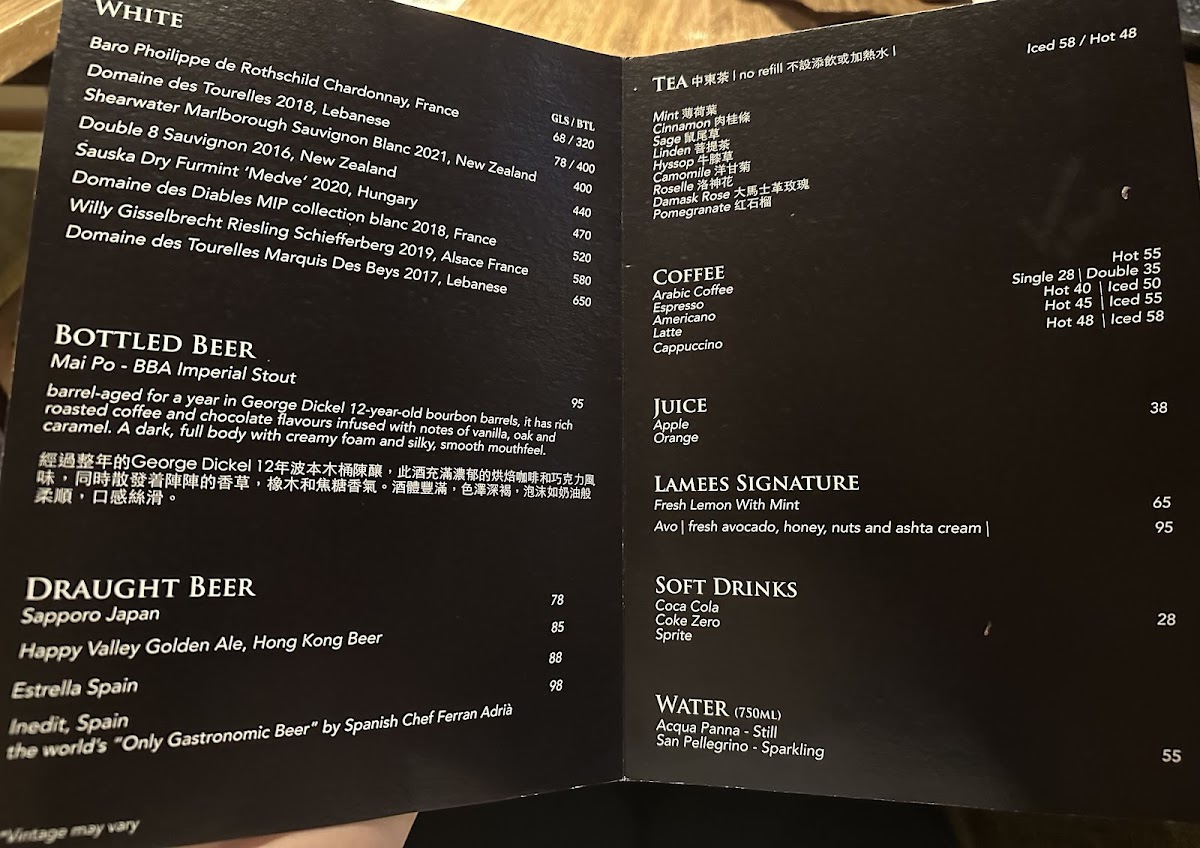 WHITE
GLS / BTL
Baro Phoilippe de Rothschild Chardonnay, France 68 / 320
Domaine des Tourelles 2018, Lebanese 78 / 400
Shearwater Marlborough Sauvignon Blanc 2021, New Zealand 400
Double 8 Sauvignon 2016, New Zealand 440
Sauska Dry Furmint ‘Medve’ 2020, Hungary 470
Domaine des Diables MIP collection blanc 2018, France 520
Willy Gisselbrecht Riesling Schiefferberg 2019, Alsace France 580
Domaine des Tourelles Marquis Des Beys 2017, Lebanese 650
BOTTLED BEER
Mai Po - BBA Imperial Stout 95
barrel-aged for a year in George Dickel 12-year-old bourbon barrels, it has rich
roasted coffee and chocolate flavours infused with notes of vanilla, oak and
caramel. A dark, full body with creamy foam and silky, smooth mouthfeel.
經過整年的George Dickel 12年波本木桶陳釀，此酒充滿濃郁的烘焙咖啡和巧克力風
味，同時散發着陣陣的香草，橡木和焦糖香氣。酒體豐滿，色澤深褐，泡沫如奶油般
柔順，口感絲滑。
DRAUGHT BEER
Sapporo Japan 78
Happy Valley Golden Ale, Hong Kong Beer 85
Estrella Spain 88
Inedit, Spain 98
the world's “Only Gastronomic Beer” by Spanish Chef Ferran Adrià
*Vintage may vary
TEA 中東茶 | no refill 不設添飲或加熱水 | Iced 58 / Hot 48
Mint 薄荷葉
Cinnamon 肉桂條
Sage 鼠尾草
Linden 菩提茶
Hyssop 牛膝草
Camomile 洋甘菊
Roselle 洛神花
Damask Rose 大馬士革玫瑰
Pomegranate 红石榴
COFFEE
Arabic Coffee Hot 55
Espresso Single 28 | Double 35
Americano Hot 40 | Iced 50
Latte Hot 45 | Iced 55
Cappuccino Hot 48 | Iced 58
JUICE 38
Apple
Orange
LAMEES SIGNATURE
Fresh Lemon With Mint 65
Avo | fresh avocado, honey, nuts and ashta cream | 95
SOFT DRINKS
Coca Cola
Coke Zero 28
Sprite
WATER (750ML)
Acqua Panna - Still
San Pellegrino - Sparkling 55